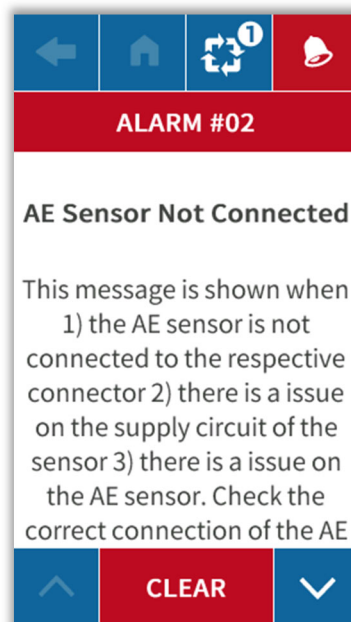 1
ALARM #02
AE Sensor Not Connected
This message is shown when
1) the AE sensor is not
connected to the respective
connector 2) there is a issue
on the supply circuit of the
sensor 3) there is a issue on
the AE sensor. Check the
correct connection of the AE
CLEAR